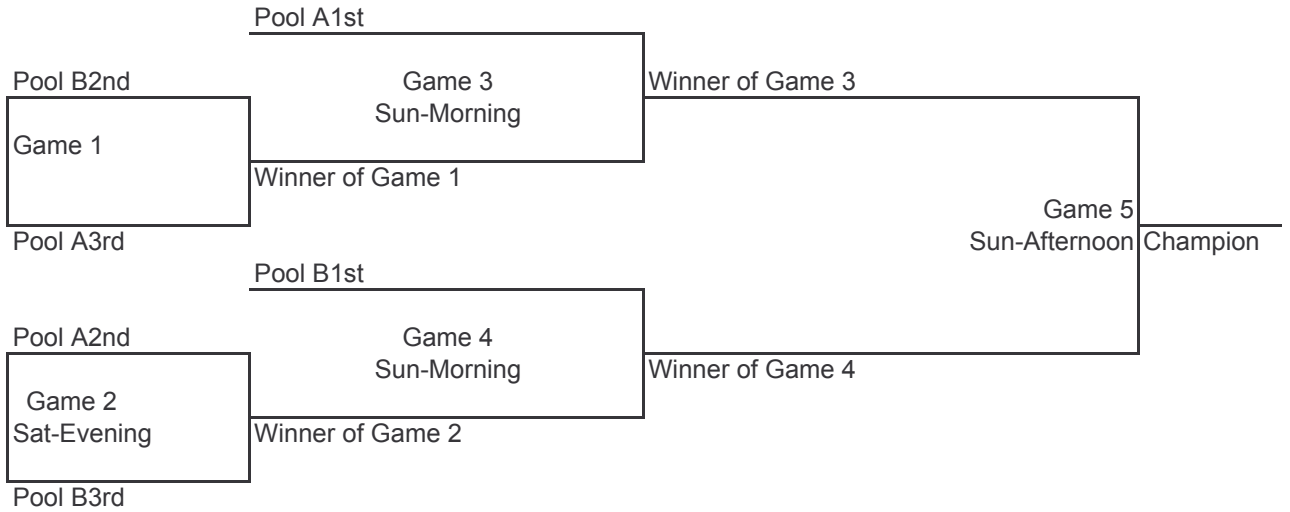 Pool A1st
Pool B2nd
Game 3
Sun-Morning
Winner of Game 3
Game 1
Winner of Game 1
Pool A3rd
Game 5
Sun-Afternoon
Champion
Pool B1st
Pool A2nd
Game 4
Sun-Morning
Winner of Game 4
Game 2
Sat-Evening
Winner of Game 2
Pool B3rd